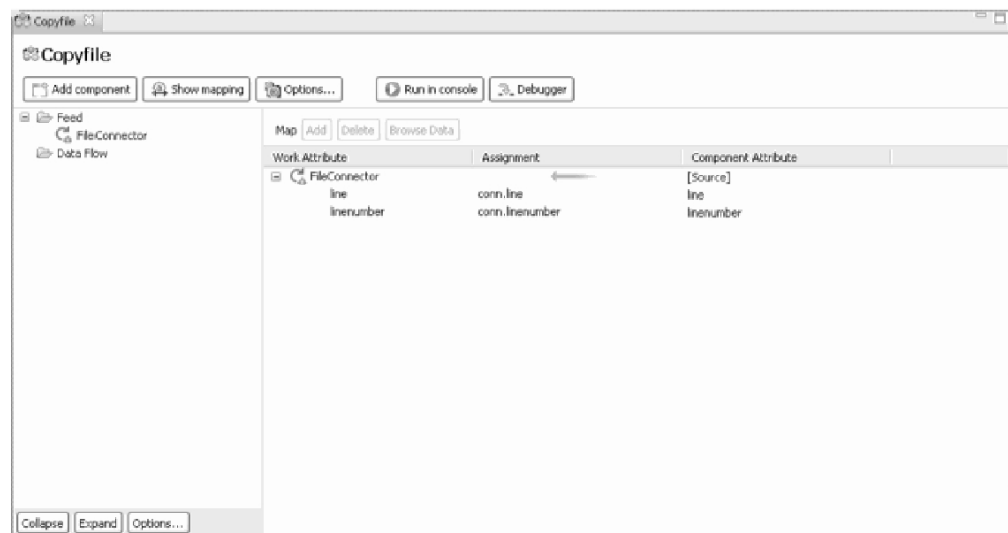 Copyfile
Copyfile
Add component Show mapping Options... Run in console Debugger
Feed
FileConnector
Data Flow
Map Add Delete Browse Data
Work Attribute Assignment Component Attribute
FileConnector [Source]
line conn.line line
linenumber conn.linenumber linenumber
Collapse Expand Options...